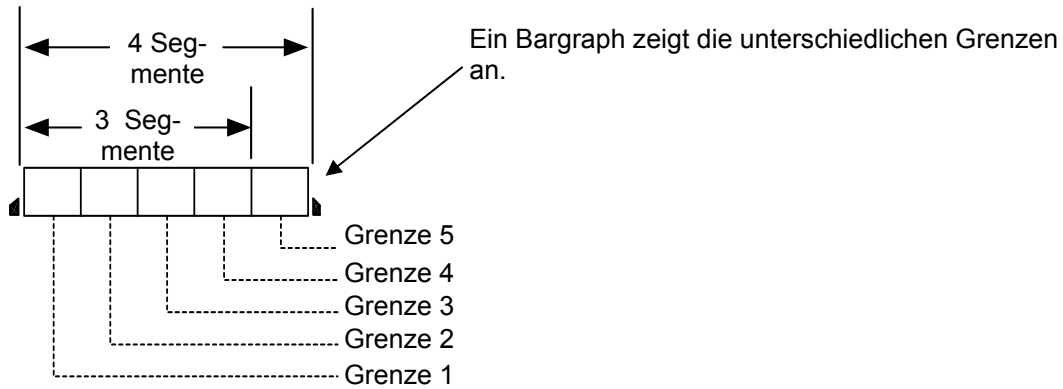 4 Seg-
mente
3 Seg-
mente
Ein Bargraph zeigt die unterschiedlichen Grenzen
an.
Grenze 5
Grenze 4
Grenze 3
Grenze 2
Grenze 1